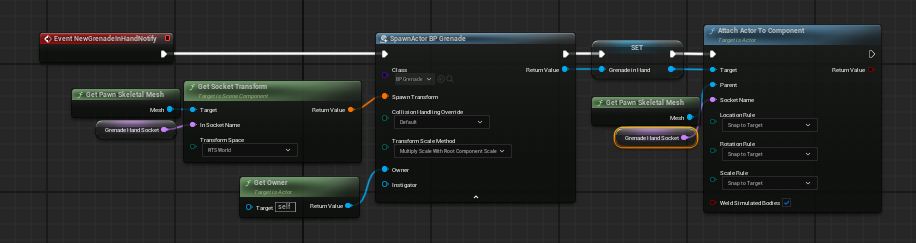 Event NewGrenadeInHandNotify
Get Pawn Skeletal Mesh
Mesh
Grenade Hand Socket
Get Socket Transform
Target is Scene Component
Target
Return Value
In Socket Name
Transform Space
RTS World
Get Owner
Target is Actor
Target
self
Return Value
SpawnActor BP Grenade
Class
BP Grenade
Return Value
Spawn Transform
Collision Handling Override
Default
Transform Scale Method
Multiply Scale With Root Component Scale
Owner
Instigator
SET
Grenade in Hand
Get Pawn Skeletal Mesh
Mesh
Grenade Hand Socket
Attach Actor To Component
Target is Actor
Target
Return Value
Parent
Socket Name
Location Rule
Snap to Target
Rotation Rule
Snap to Target
Scale Rule
Snap to Target
Weld Simulated Bodies